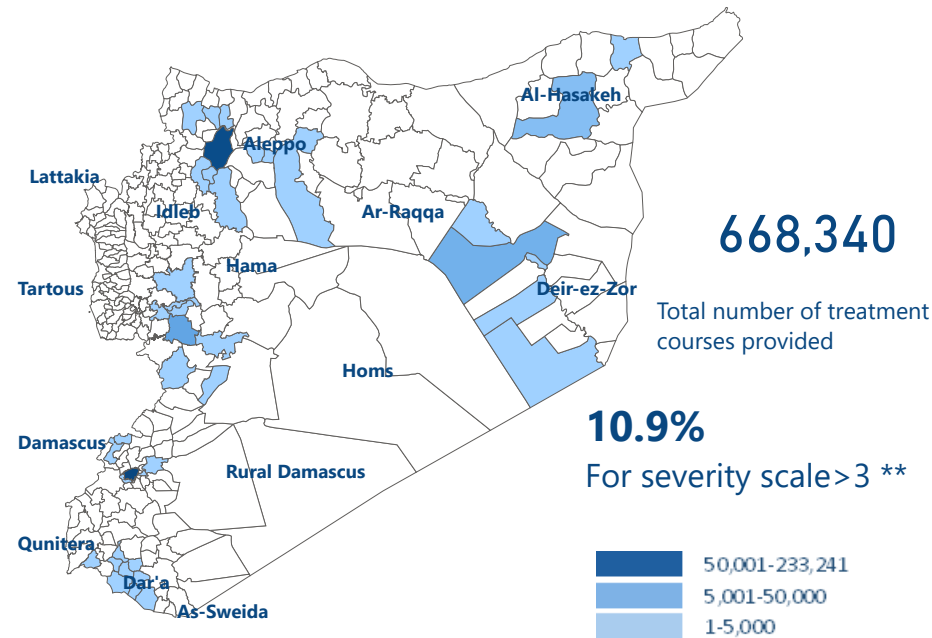 Al-Hasakeh
Aleppo
Lattakia
Idleb
Ar-Raqqa
668,340
Hama
Tartous
Deir-ez-Zor
Total number of treatment
courses provided
Homs
10.9%
Damascus
Rural Damascus
For severity scale>3 **
Qunitera
50,001-233,241
Dar'a
5,001-50,000
As-Sweida
1-5,000